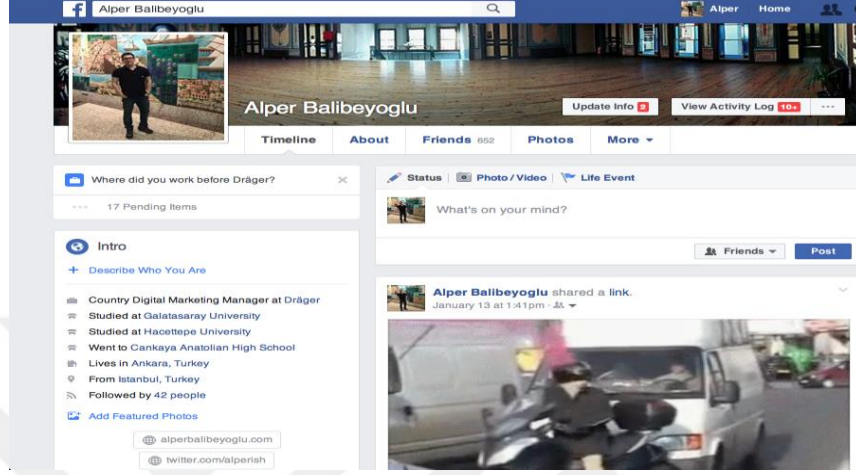 f Alper Balibeyoglu Alper Home
Alper Balibeyoglu
Update Info 2 View Activity Log 10+ ...
Timeline About Friends 652 Photos More
Where did you work before Dräger?
17 Pending Items
Intro
Describe Who You Are
Country Digital Marketing Manager at Dräger
Studied at Galatasaray University
Studied at Hacettepe University
Went to Cankaya Anatolian High School
Lives in Ankara, Turkey
From Istanbul, Turkey
Followed by 42 people
Add Featured Photos
alperbalibeyoglu.com
twitter.com/alperish
Status Photo / Video Life Event
What's on your mind?
Friends Post
Alper Balibeyoglu shared a link.
January 13 at 1:41pm ·